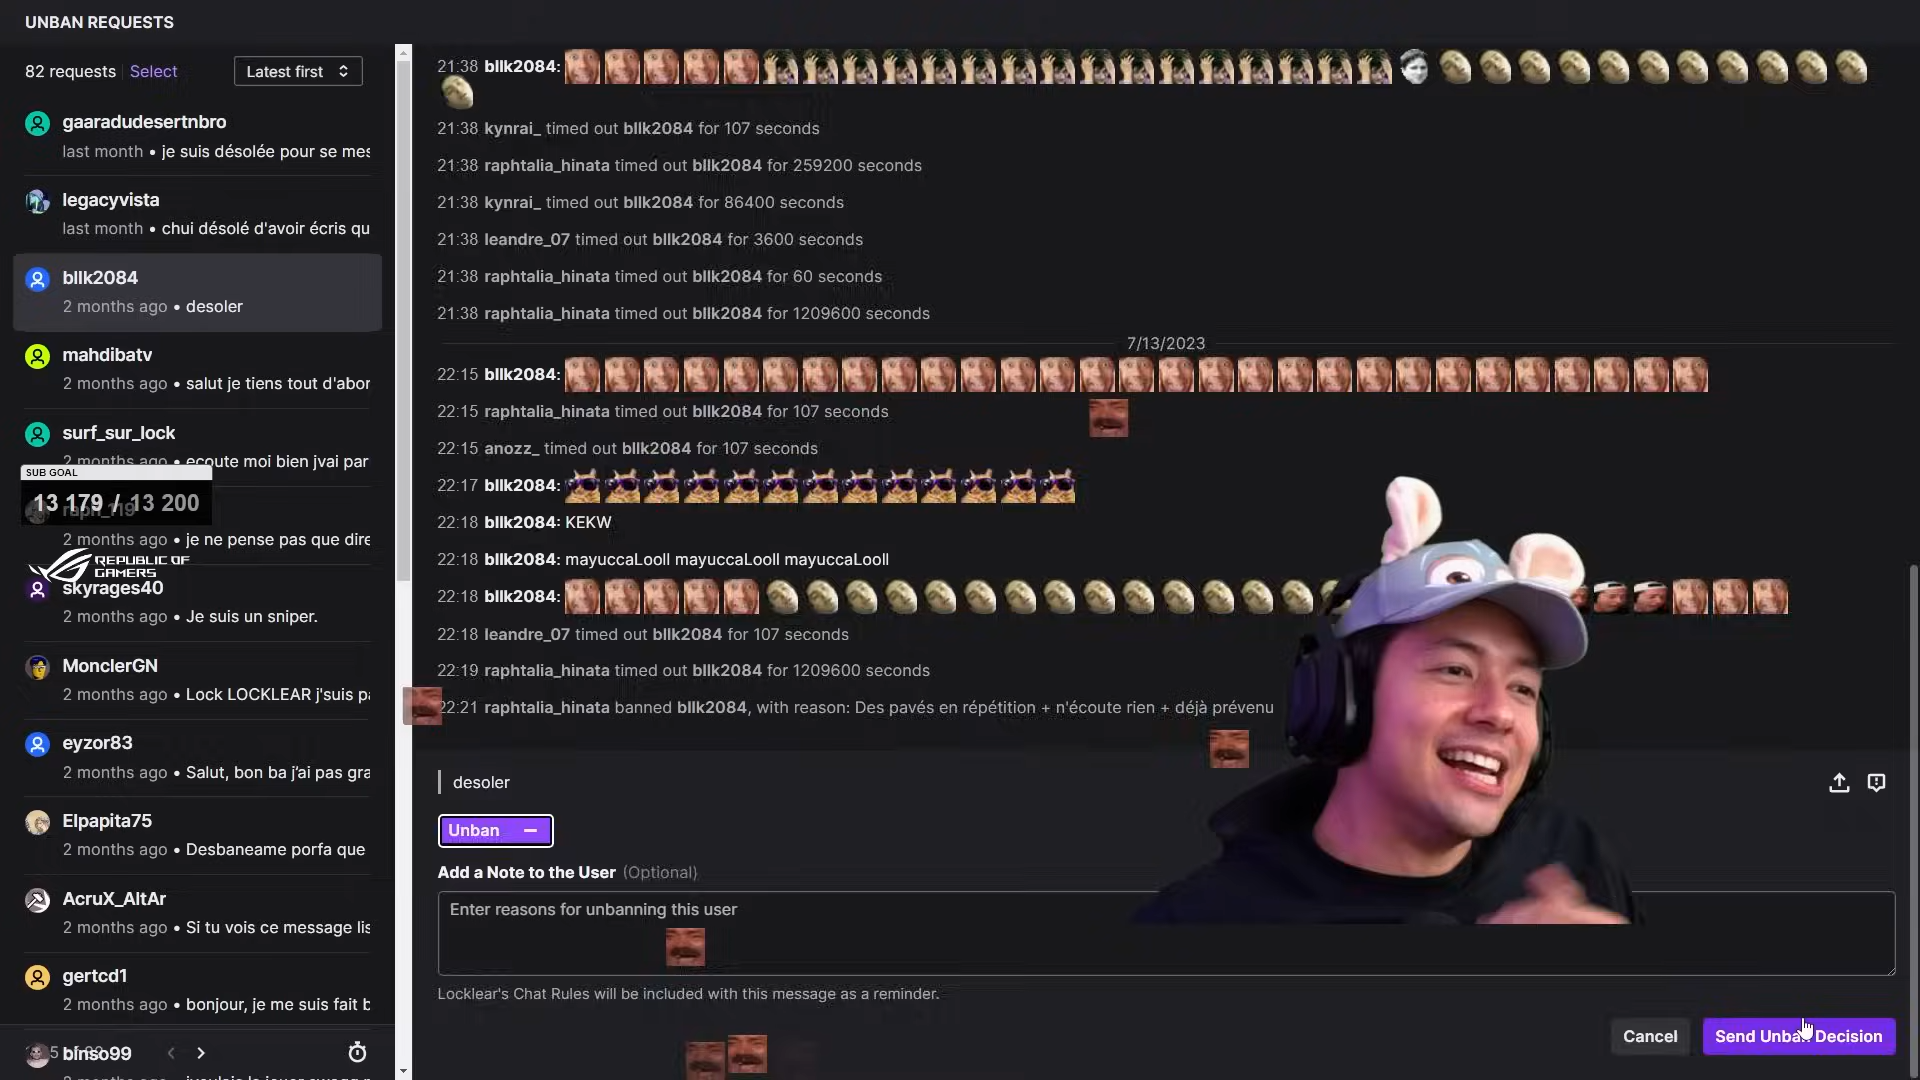 UNBAN REQUESTS
82 requests
Select
Latest first
gaaradudesertnbro
last month • je suis désolée pour se mes
legacyvista
last month • chui désolé d'avoir écris qu
bllk2084
2 months ago • desoler
mahdibatv
2 months ago • salut je tiens tout d'abor
surf_sur_lock
2 months ago • ecoute moi bien jvai par
SUB GOAL
13 179 / 13 200
raph_119
2 months ago • je ne pense pas que dire
REPUBLIC OF
GAMERS
skyrages40
2 months ago • Je suis un sniper.
MonclerGN
2 months ago • Lock LOCKLEAR j'suis pa
eyzor83
2 months ago • Salut, bon ba j'ai pas gra
Elpapita75
2 months ago • Desbaneame porfa que
AcruX_AltAr
2 months ago • Si tu vois ce message lis
gertcd1
2 months ago • bonjour, je me suis fait b
binso99
21:38 bllk2084:
21:38 kynrai_ timed out bllk2084 for 107 seconds
21:38 raphtalia_hinata timed out bllk2084 for 259200 seconds
21:38 kynrai_ timed out bllk2084 for 86400 seconds
21:38 leandre_07 timed out bllk2084 for 3600 seconds
21:38 raphtalia_hinata timed out bllk2084 for 60 seconds
21:38 raphtalia_hinata timed out bllk2084 for 1209600 seconds
7/13/2023
22:15 bllk2084:
22:15 raphtalia_hinata timed out bllk2084 for 107 seconds
22:15 anozz_ timed out bllk2084 for 107 seconds
22:17 bllk2084:
22:18 bllk2084: KEKW
22:18 bllk2084: mayuccaLooll mayuccaLooll mayuccaLooll
22:18 bllk2084:
22:18 leandre_07 timed out bllk2084 for 107 seconds
22:19 raphtalia_hinata timed out bllk2084 for 1209600 seconds
22:21 raphtalia_hinata banned bllk2084, with reason: Des pavés en répétition + n'écoute rien + déjà prévenu
desoler
Unban
Add a Note to the User (Optional)
Enter reasons for unbanning this user
Locklear's Chat Rules will be included with this message as a reminder.
Cancel
Send Unban Decision